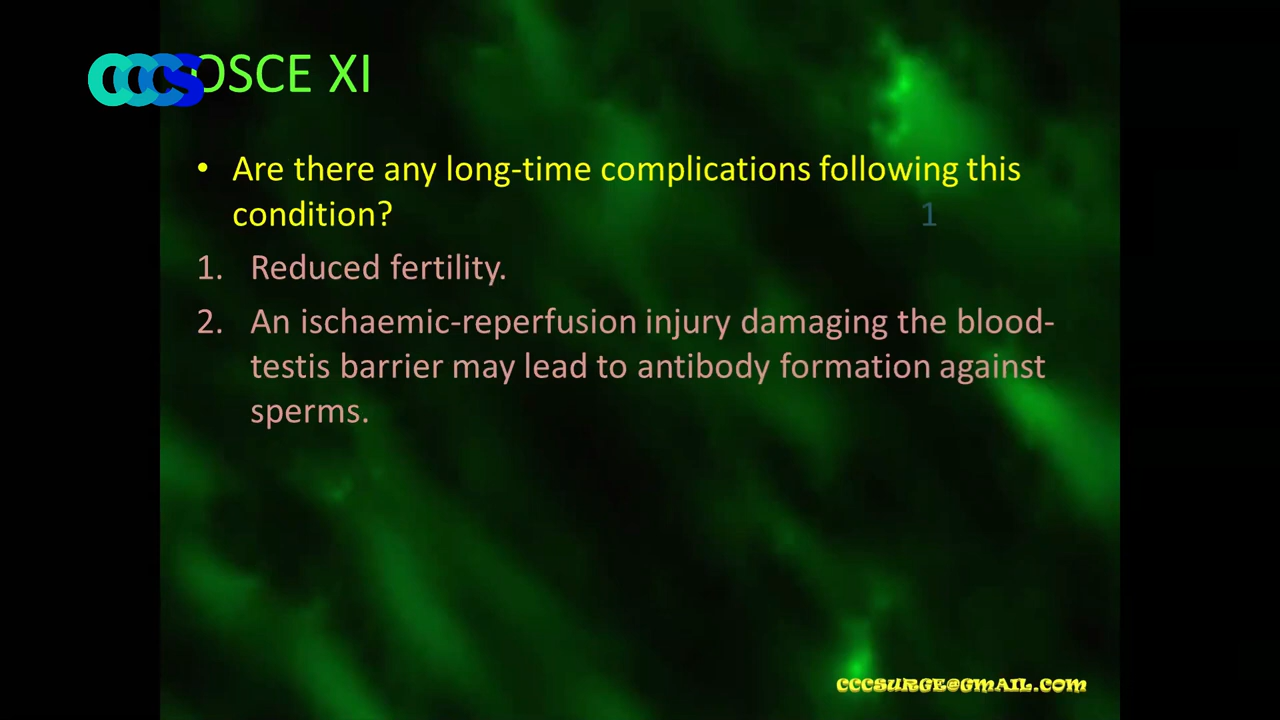 CCCS
OSCE XI
• Are there any long-time complications following this
condition? 1
1. Reduced fertility.
2. An ischaemic-reperfusion injury damaging the blood-
testis barrier may lead to antibody formation against
sperms.
CCCSURGE@GMAIL.COM